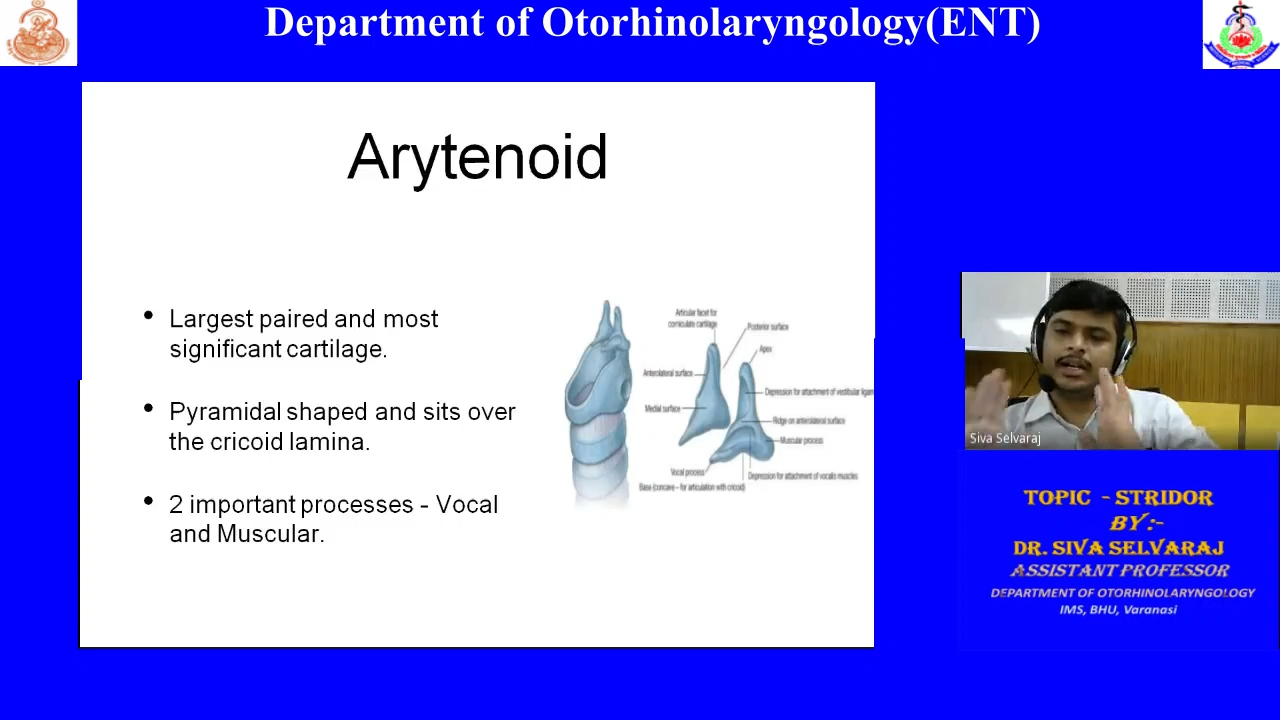 Department of Otorhinolaryngology(ENT)
Arytenoid
• Largest paired and most
significant cartilage.
• Pyramidal shaped and sits over
the cricoid lamina.
• 2 important processes - Vocal
and Muscular.
Articular facet for
corniculate cartilage
Posterior surface
Apex
Anterolateral surface
Depression for attachment of vestibular ligam
Medial surface
Ridge on anterolateral surface
Muscular process
Vocal process
Depression for attachment of vocalis muscles
Base (concave – for articulation with cricoid)
Siva Selvaraj
TOPIC - STRIDOR
BY:-
DR. SIVA SELVARAJ
ASSISTANT PROFESSOR
DEPARTMENT OF OTORHINOLARYNGOLOGY
IMS, BHU, Varanasi